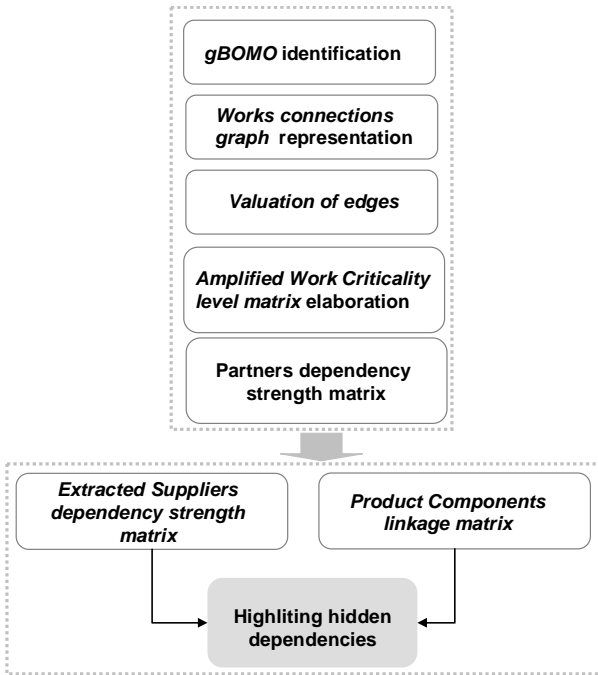 gBOMO identification
Works connections
graph representation
Valuation of edges
Amplified Work Criticality
level matrix elaboration
Partners dependency
strength matrix
Extracted Suppliers
dependency strength
matrix
Product Components
linkage matrix
Highliting hidden
dependencies